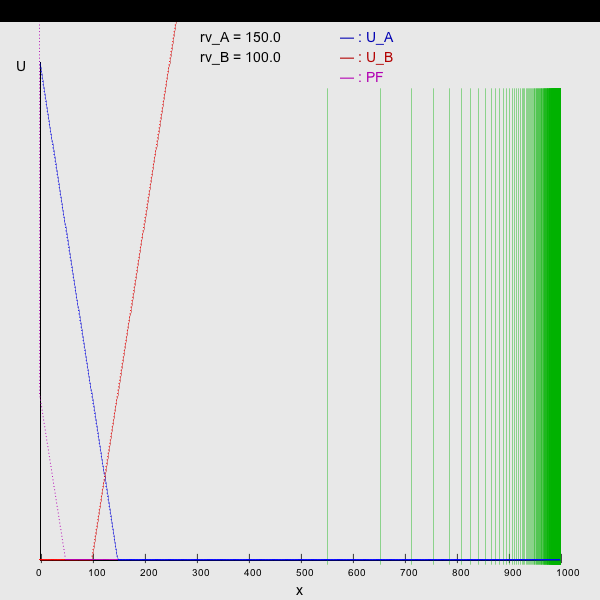 rv_A = 150.0
— : U_A
rv_B = 100.0
— : U_B
— : PF
U
0 100 200 300 400 500 600 700 800 900 1000
x